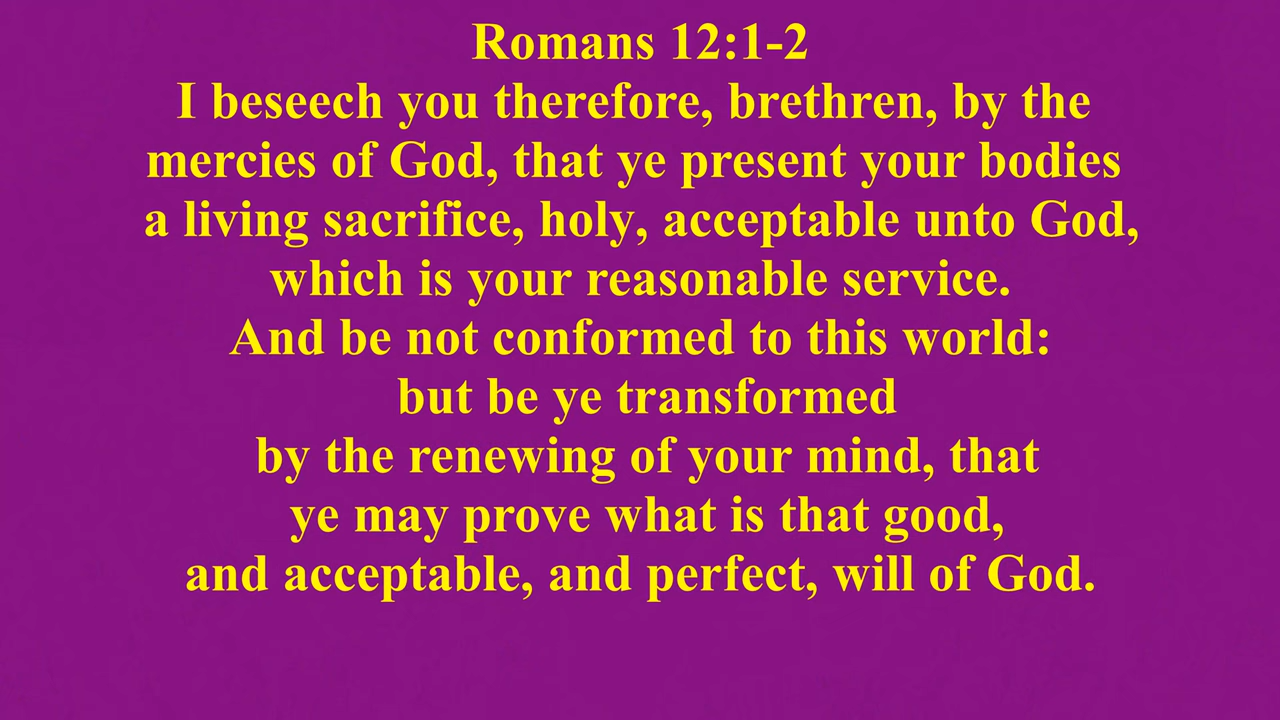 Romans 12:1-2
I beseech you therefore, brethren, by the
mercies of God, that ye present your bodies
a living sacrifice, holy, acceptable unto God,
which is your reasonable service.
And be not conformed to this world:
but be ye transformed
by the renewing of your mind, that
ye may prove what is that good,
and acceptable, and perfect, will of God.